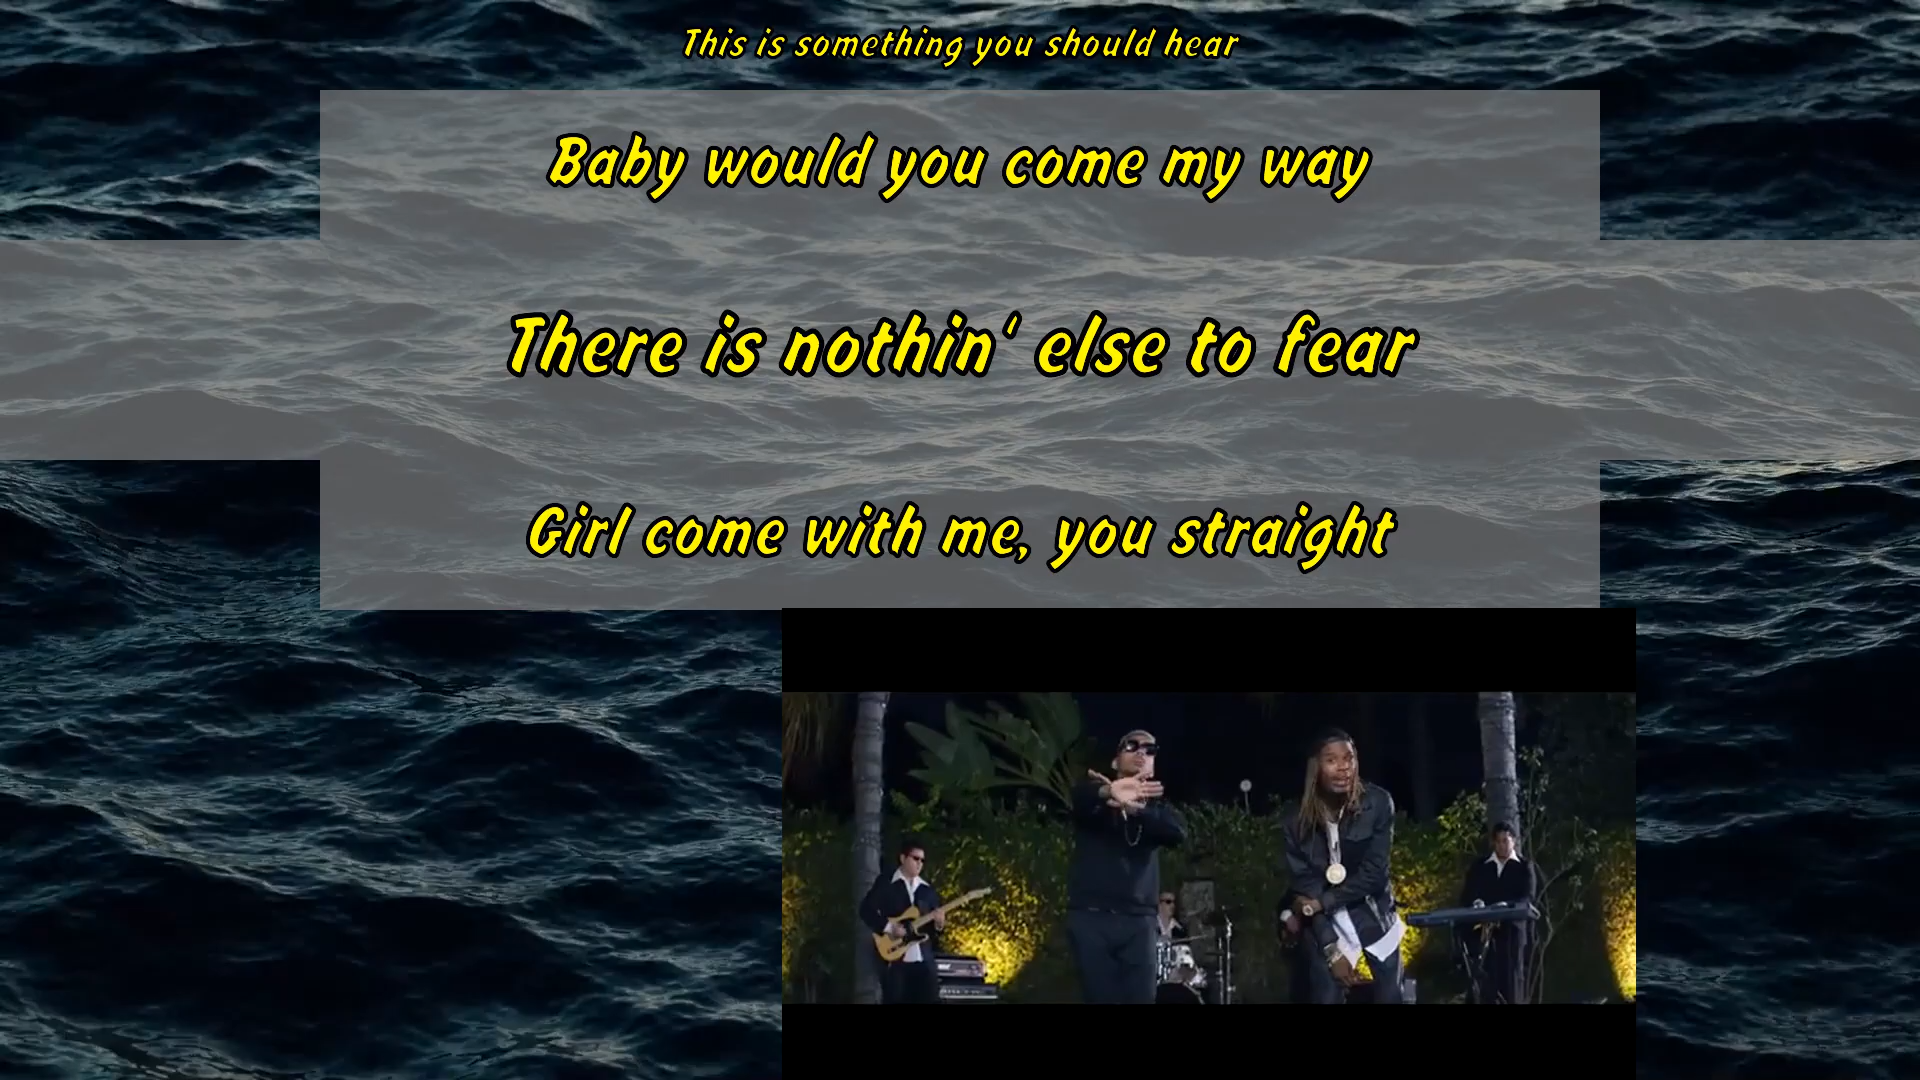 This is something you should hear
Baby would you come my way
There is nothin' else to fear
Girl come with me, you straight